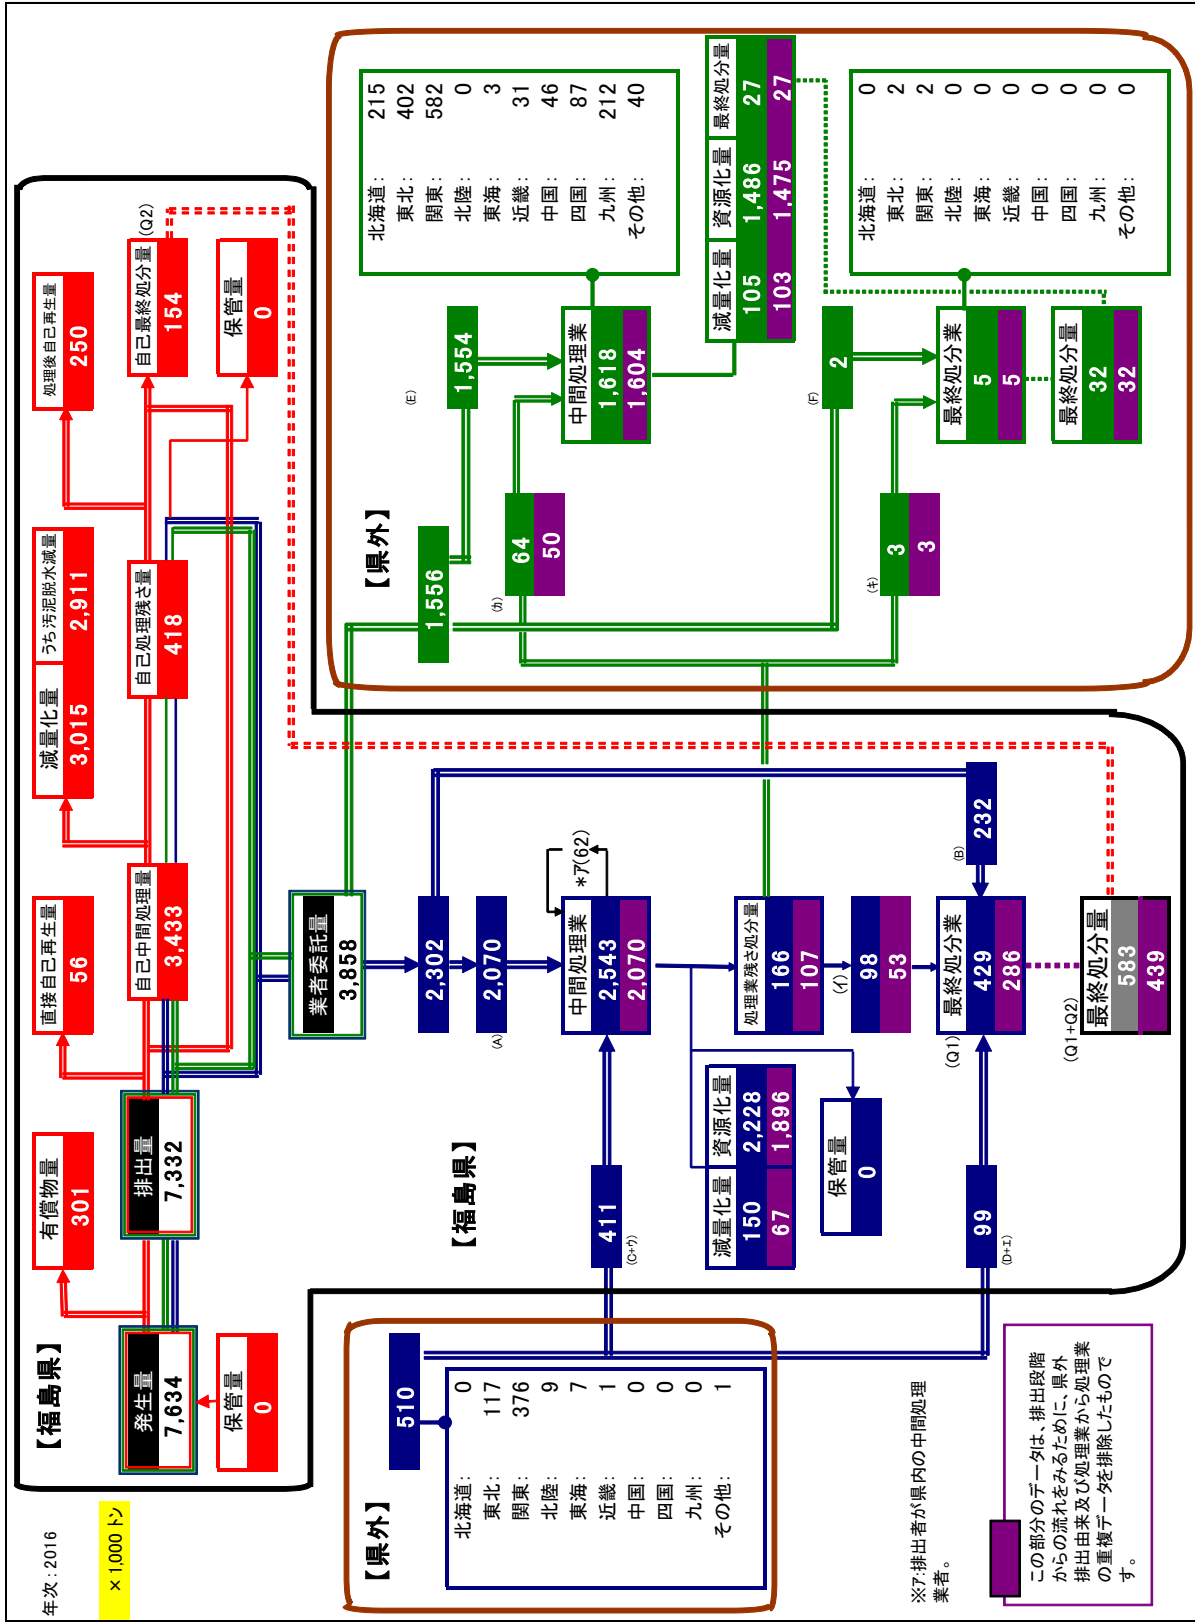 年次：2016
×1,000 トン
【福島県】
発生量
7,634
保管量
0
有償物量
301
排出量
7,332
直接自己再生量
56
自己中間処理量
3,433
減量化量
3,015
うち汚泥脱水減量
2,911
自己処理残さ量
418
処理後自己再生量
250
自己最終処分量
154
(Q2)
保管量
0
業者委託量
3,858
【県外】
510
北海道： 0
東北： 117
関東： 376
北陸： 9
東海： 7
近畿： 1
中国： 0
四国： 0
九州： 0
その他： 1
【福島県】
2,302
2,070
(A)
411
(C+ウ)
中間処理業
2,543
2,070
*ア(62)
減量化量
150
67
資源化量
2,228
1,896
保管量
0
処理業残さ処分量
166
107
(イ)
98
53
232
(B)
99
(D+エ)
最終処分業
429
286
(Q1)
最終処分量
583
439
(Q1+Q2)
【県外】
1,556
1,554
(E)
64
50
(カ)
中間処理業
1,618
1,604
北海道： 215
東北： 402
関東： 582
北陸： 0
東海： 3
近畿： 31
中国： 46
四国： 87
九州： 212
その他： 40
減量化量
105
103
資源化量
1,486
1,475
最終処分量
27
27
2
(F)
3
3
(キ)
最終処分業
5
5
最終処分量
32
32
北海道： 0
東北： 2
関東： 2
北陸： 0
東海： 0
近畿： 0
中国： 0
四国： 0
九州： 0
その他： 0
※ア:排出者が県内の中間処理
業者。
この部分のデータは、排出段階
からの流れをみるために、県外
排出由来及び処理業から処理業
の重複データを排除したもので
す。